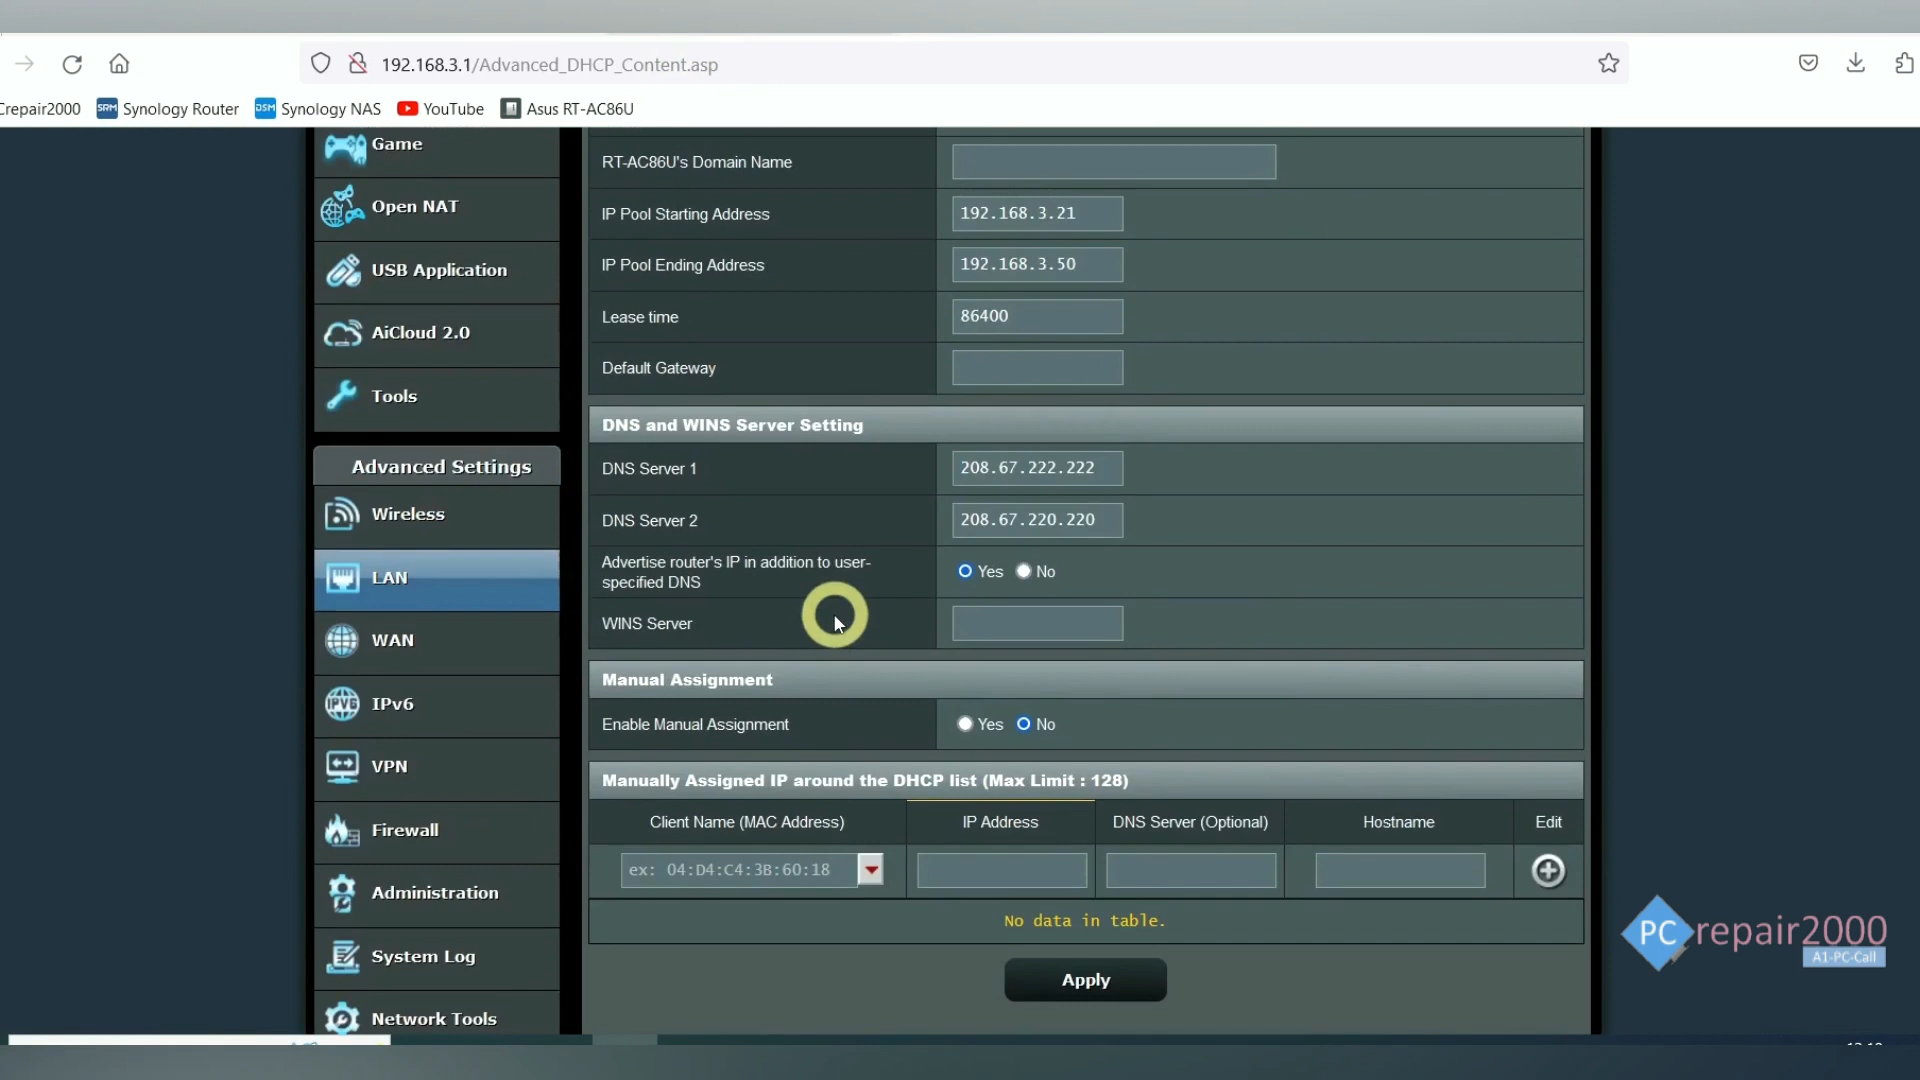 192.168.3.1/Advanced_DHCP_Content.asp
Crepair2000 SRM Synology Router DSM Synology NAS YouTube Asus RT-AC86U
Game
Open NAT
USB Application
AiCloud 2.0
Tools
Advanced Settings
Wireless
LAN
WAN
IPv6
VPN
Firewall
Administration
System Log
Network Tools
RT-AC86U's Domain Name
IP Pool Starting Address 192.168.3.21
IP Pool Ending Address 192.168.3.50
Lease time 86400
Default Gateway
DNS and WINS Server Setting
DNS Server 1 208.67.222.222
DNS Server 2 208.67.220.220
Advertise router's IP in addition to user-
specified DNS Yes No
WINS Server
Manual Assignment
Enable Manual Assignment Yes No
Manually Assigned IP around the DHCP list (Max Limit : 128)
Client Name (MAC Address) IP Address DNS Server (Optional) Hostname Edit
ex: 04:D4:C4:3B:60:18
No data in table.
Apply
PCrepair2000
A1-PC-Call